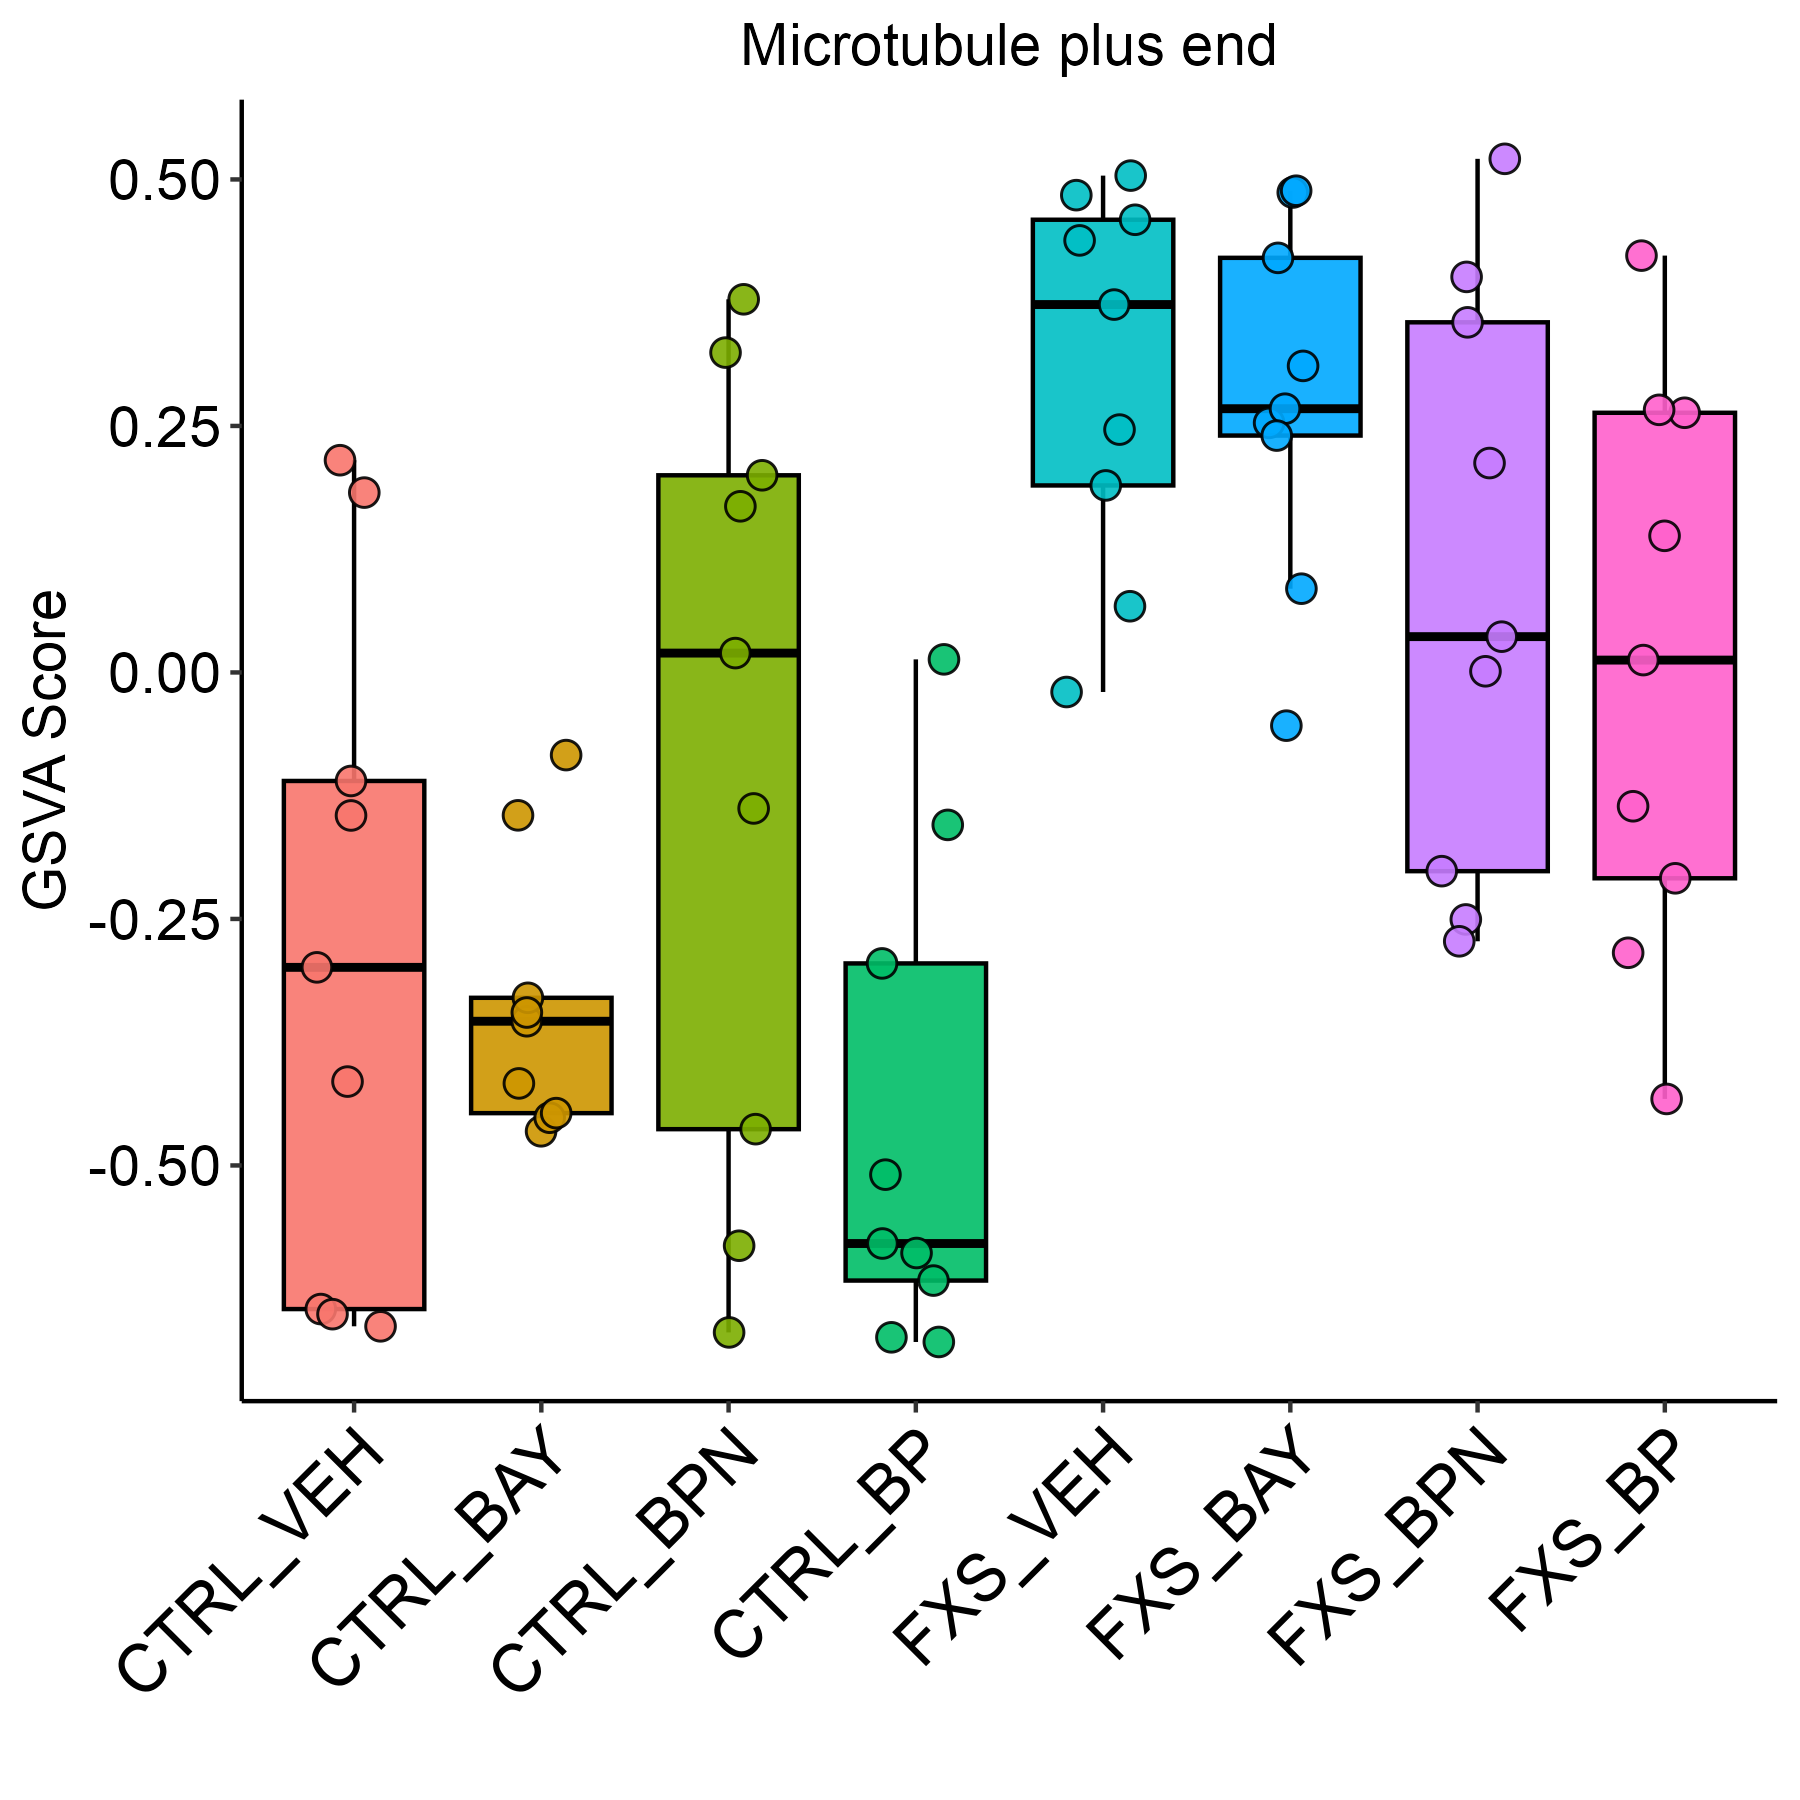 Microtubule plus end
GSVA Score
0.50
0.25
0.00
-0.25
-0.50
CTRL_VEH
CTRL_BAY
CTRL_BPN
CTRL_BP
FXS_VEH
FXS_BAY
FXS_BPN
FXS_BP